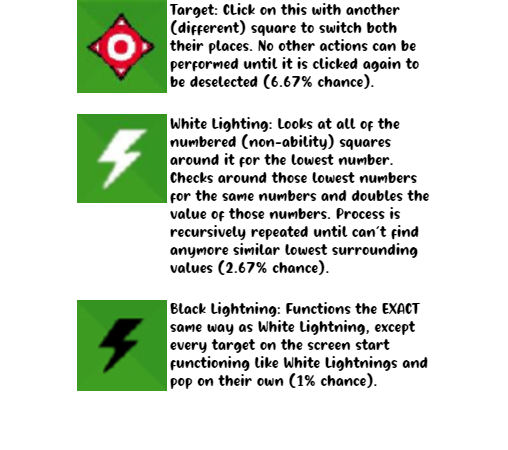 Target: Click on this with another
(different) square to switch both
their places. No other actions can be
performed until it is clicked again to
be deselected (6.67% chance).
White Lighting: Looks at all of the
numbered (non-ability) squares
around it for the lowest number.
Checks around those lowest numbers
for the same numbers and doubles the
value of those numbers. Process is
recursively repeated until can't find
anymore similar lowest surrounding
values (2.67% chance).
Black Lightning: Functions the EXACT
same way as White Lightning, except
every target on the screen start
functioning like White Lightnings and
pop on their own (1% chance).